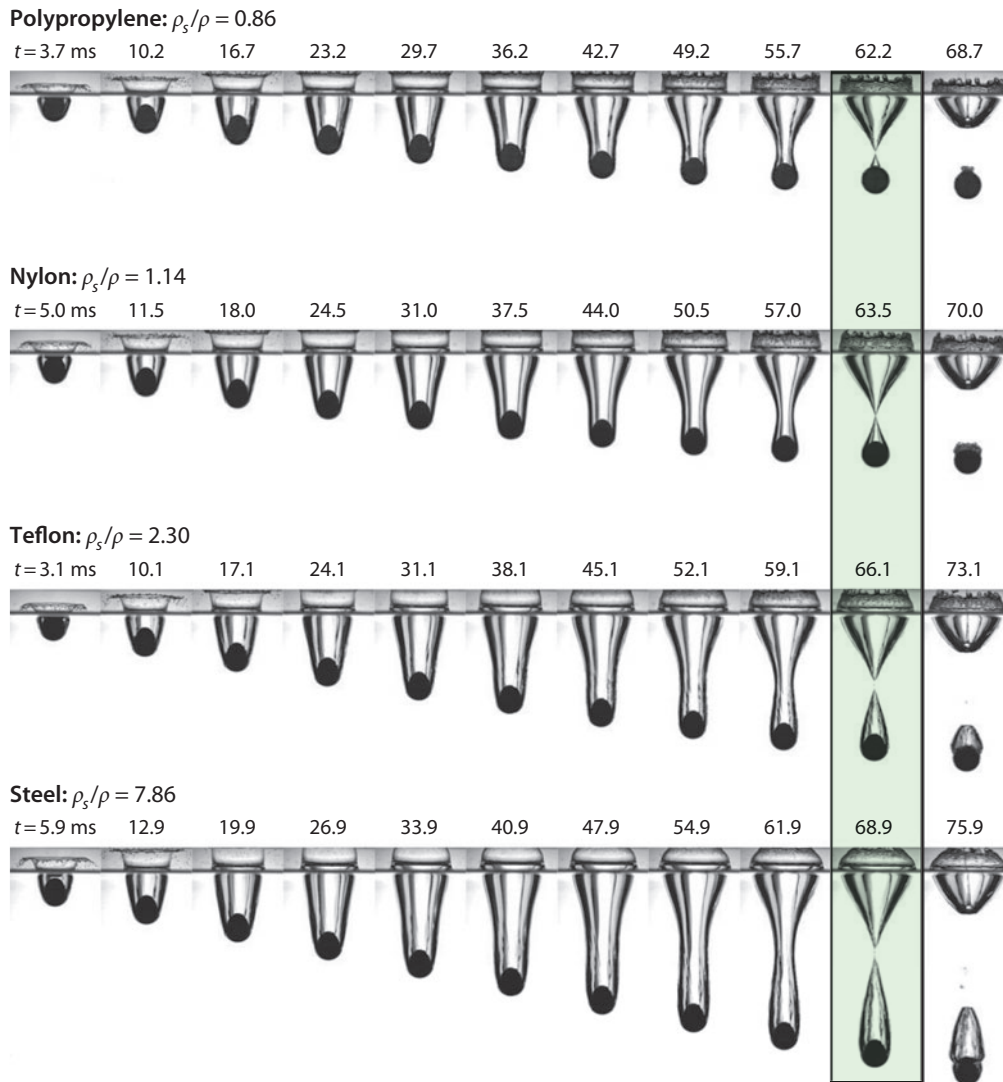 Polypropylene: ρₛ/ρ = 0.86
t = 3.7 ms 10.2 16.7 23.2 29.7 36.2 42.7 49.2 55.7 62.2 68.7
Nylon: ρₛ/ρ = 1.14
t = 5.0 ms 11.5 18.0 24.5 31.0 37.5 44.0 50.5 57.0 63.5 70.0
Teflon: ρₛ/ρ = 2.30
t = 3.1 ms 10.1 17.1 24.1 31.1 38.1 45.1 52.1 59.1 66.1 73.1
Steel: ρₛ/ρ = 7.86
t = 5.9 ms 12.9 19.9 26.9 33.9 40.9 47.9 54.9 61.9 68.9 75.9